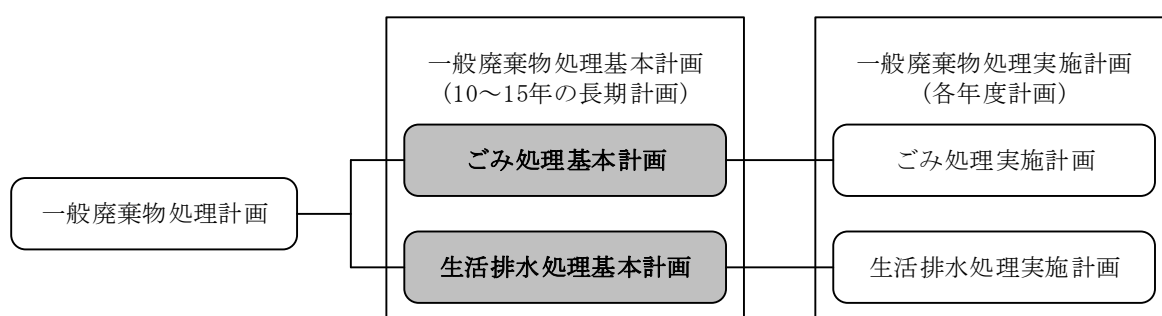 一般廃棄物処理基本計画
(10～15年の長期計画)
一般廃棄物処理実施計画
(各年度計画)
ごみ処理基本計画
ごみ処理実施計画
一般廃棄物処理計画
生活排水処理基本計画
生活排水処理実施計画